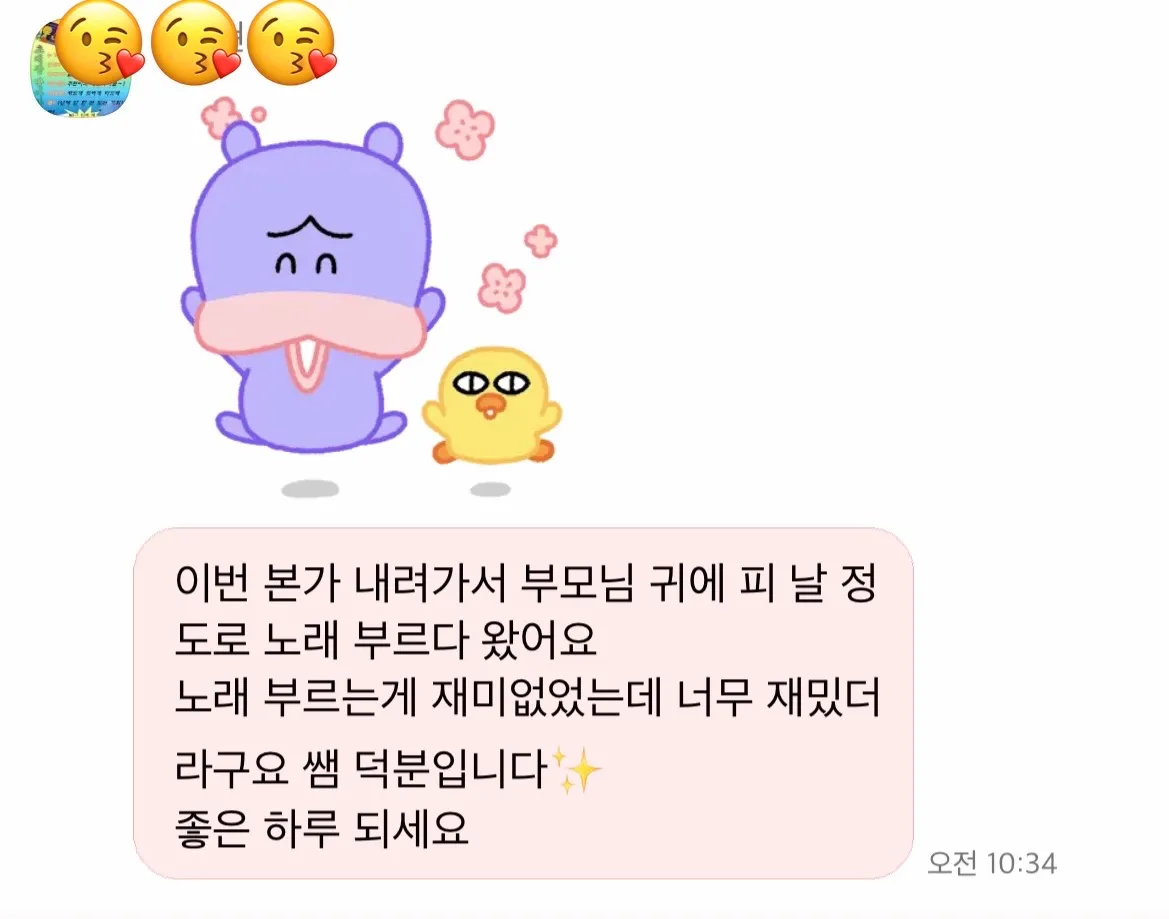 이번 본가 내려가서 부모님 귀에 피 날 정
도로 노래 부르다 왔어요
노래 부르는게 재미없었는데 너무 재밌더
라구요 쌤 덕분입니다✨
좋은 하루 되세요
오전 10:34